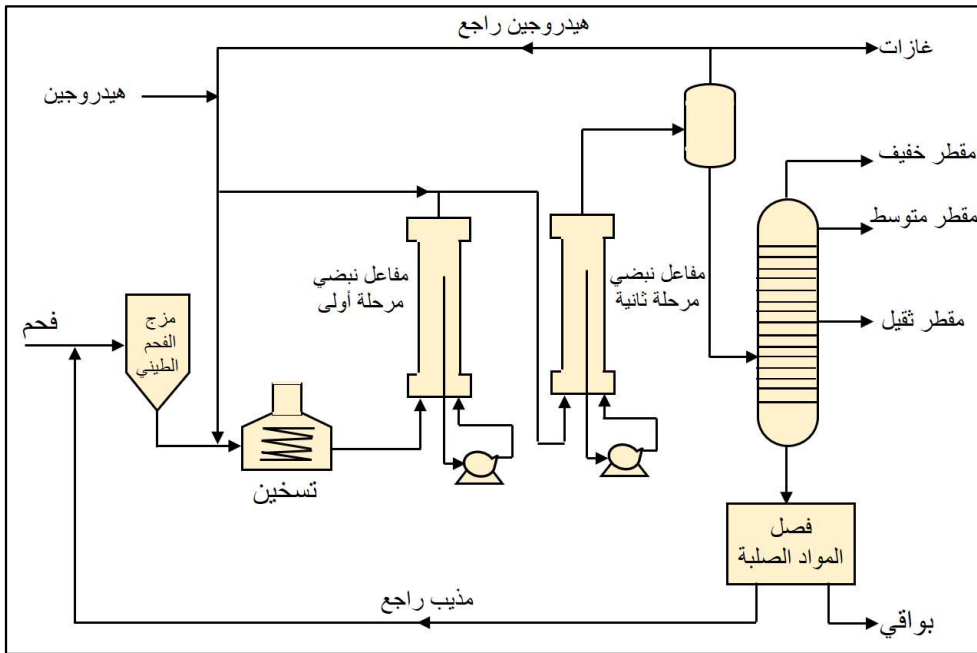 هيدروجين راجع
غازات
هيدروجين
مقطر خفيف
مقطر متوسط
مفاعل نبضي
مرحلة أولى
مفاعل نبضي
مرحلة ثانية
مقطر ثقيل
فحم
مزج
الفحم
الطيني
تسخين
فصل
المواد الصلبة
مذيب راجع
بواقي